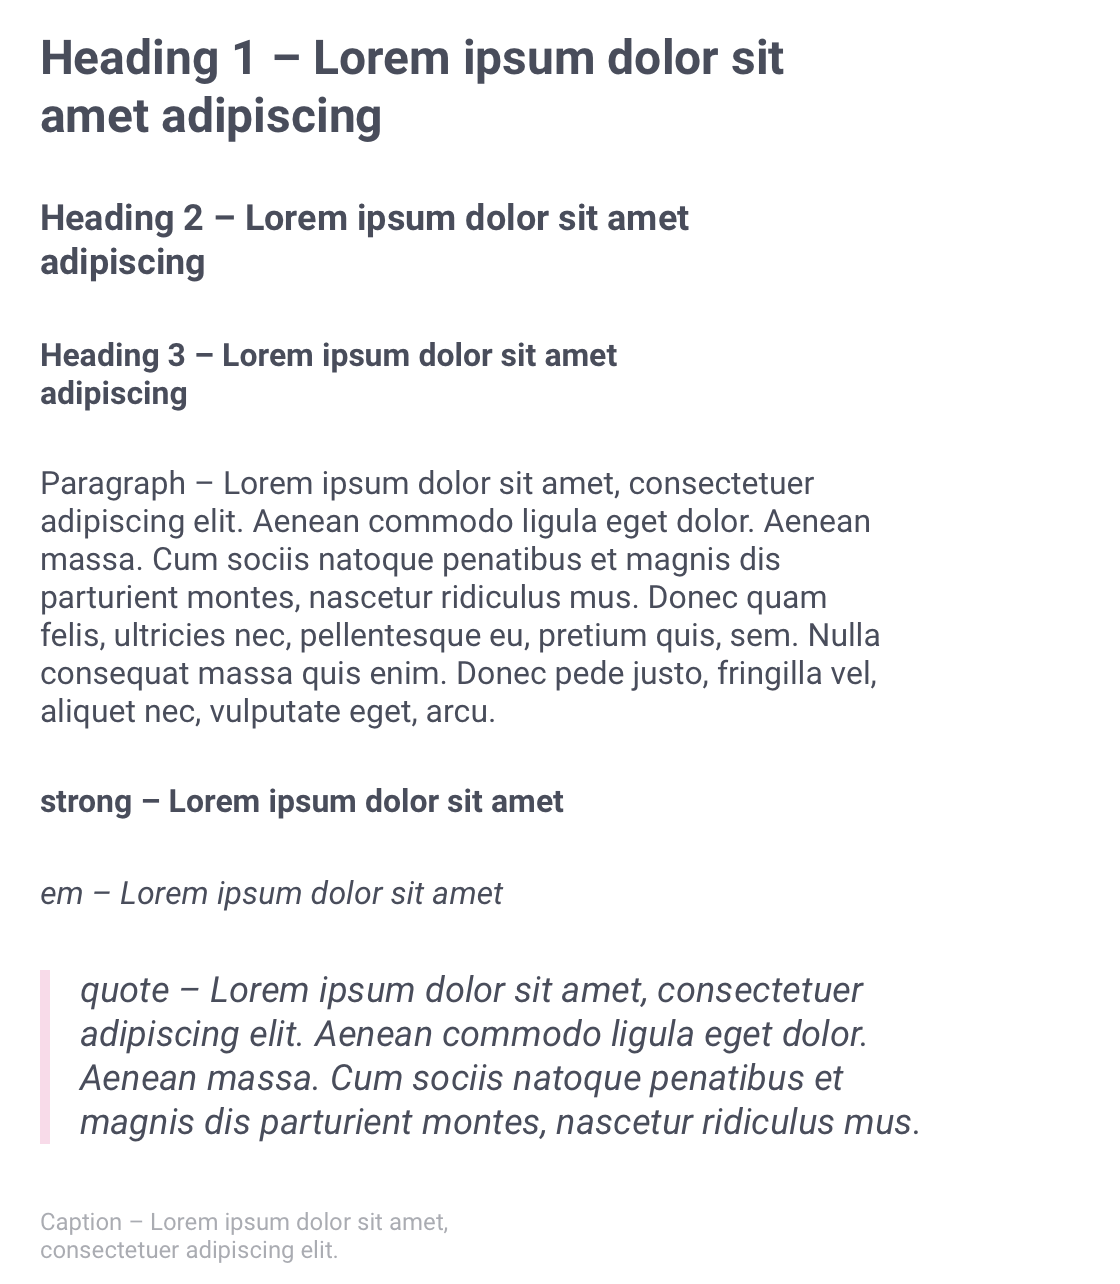 Heading 1 – Lorem ipsum dolor sit
amet adipiscing
Heading 2 – Lorem ipsum dolor sit amet
adipiscing
Heading 3 – Lorem ipsum dolor sit amet
adipiscing
Paragraph – Lorem ipsum dolor sit amet, consectetuer
adipiscing elit. Aenean commodo ligula eget dolor. Aenean
massa. Cum sociis natoque penatibus et magnis dis
parturient montes, nascetur ridiculus mus. Donec quam
felis, ultricies nec, pellentesque eu, pretium quis, sem. Nulla
consequat massa quis enim. Donec pede justo, fringilla vel,
aliquet nec, vulputate eget, arcu.
strong – Lorem ipsum dolor sit amet
em – Lorem ipsum dolor sit amet
quote – Lorem ipsum dolor sit amet, consectetuer
adipiscing elit. Aenean commodo ligula eget dolor.
Aenean massa. Cum sociis natoque penatibus et
magnis dis parturient montes, nascetur ridiculus mus.
Caption – Lorem ipsum dolor sit amet,
consectetuer adipiscing elit.